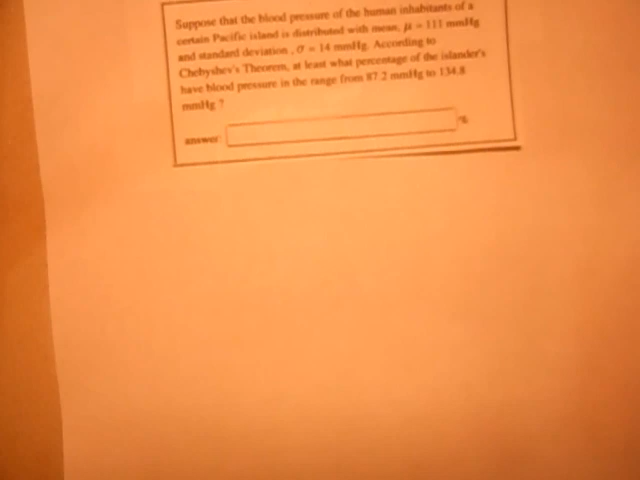 Suppose that the blood pressure of the human inhabitants of a
certain Pacific island is distributed with mean, μ = 111 mmHg
and standard deviation , σ = 14 mmHg. According to
Chebyshev's Theorem, at least what percentage of the islander's
have blood pressure in the range from 87.2 mmHg to 134.8
mmHg ?
answer: %